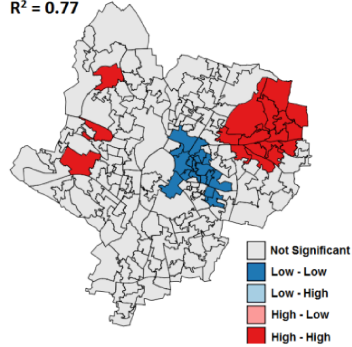 R² = 0.77
Not Significant
Low - Low
Low - High
High - Low
High - High